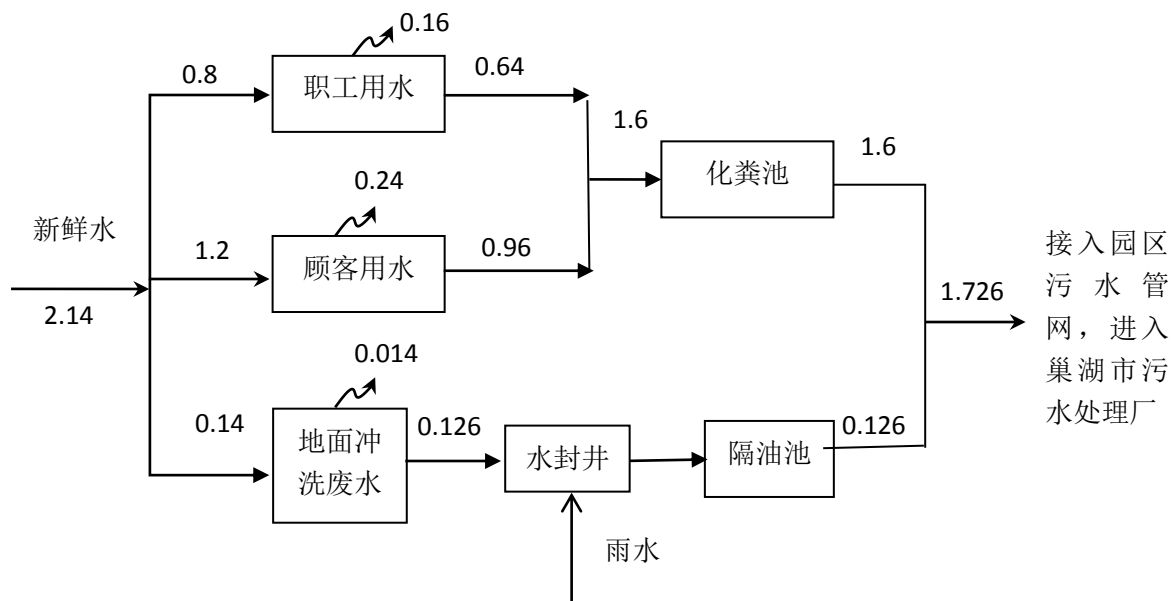 0.16
0.8
职工用水
0.64
1.6
化粪池
1.6
0.24
新鲜水
1.2
顾客用水
0.96
2.14
接入园区
污水管
网，进入
巢湖市污
水处理厂
1.726
0.014
0.14
地面冲
洗废水
0.126
水封井
隔油池
0.126
雨水